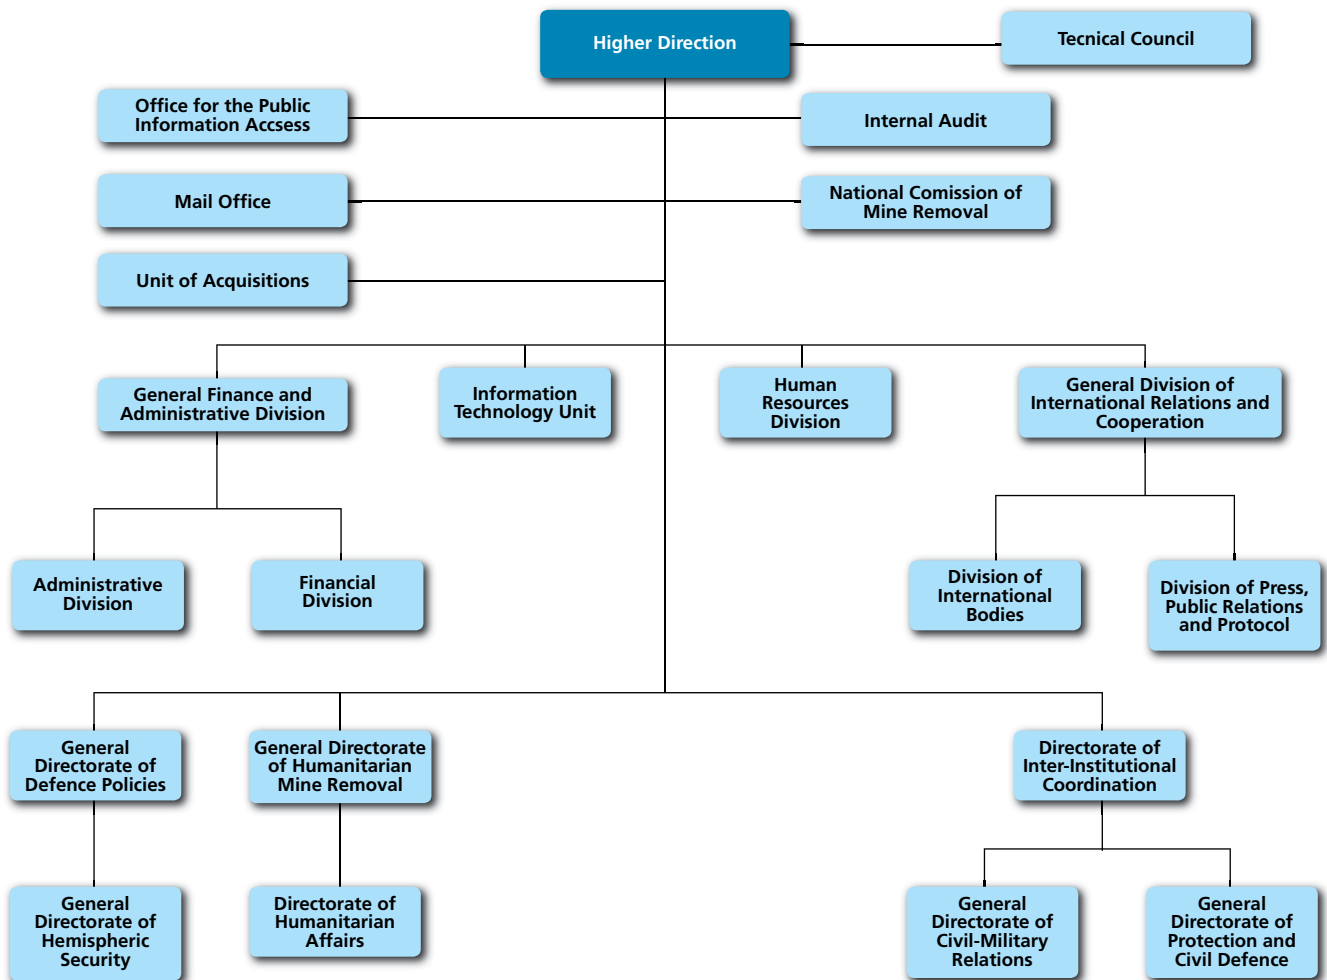 Higher Direction
Tecnical Council
Office for the Public
Information Accsess
Internal Audit
Mail Office
National Comission of
Mine Removal
Unit of Acquisitions
General Finance and
Administrative Division
Information
Technology Unit
Human
Resources
Division
General Division of
International Relations and
Cooperation
Administrative
Division
Financial
Division
Division of
International
Bodies
Division of Press,
Public Relations
and Protocol
General
Directorate of
Defence Policies
General Directorate
of Humanitarian
Mine Removal
Directorate of
Inter-Institutional
Coordination
General
Directorate of
Hemispheric
Security
Directorate of
Humanitarian
Affairs
General
Directorate of
Civil-Military
Relations
General
Directorate of
Protection and
Civil Defence